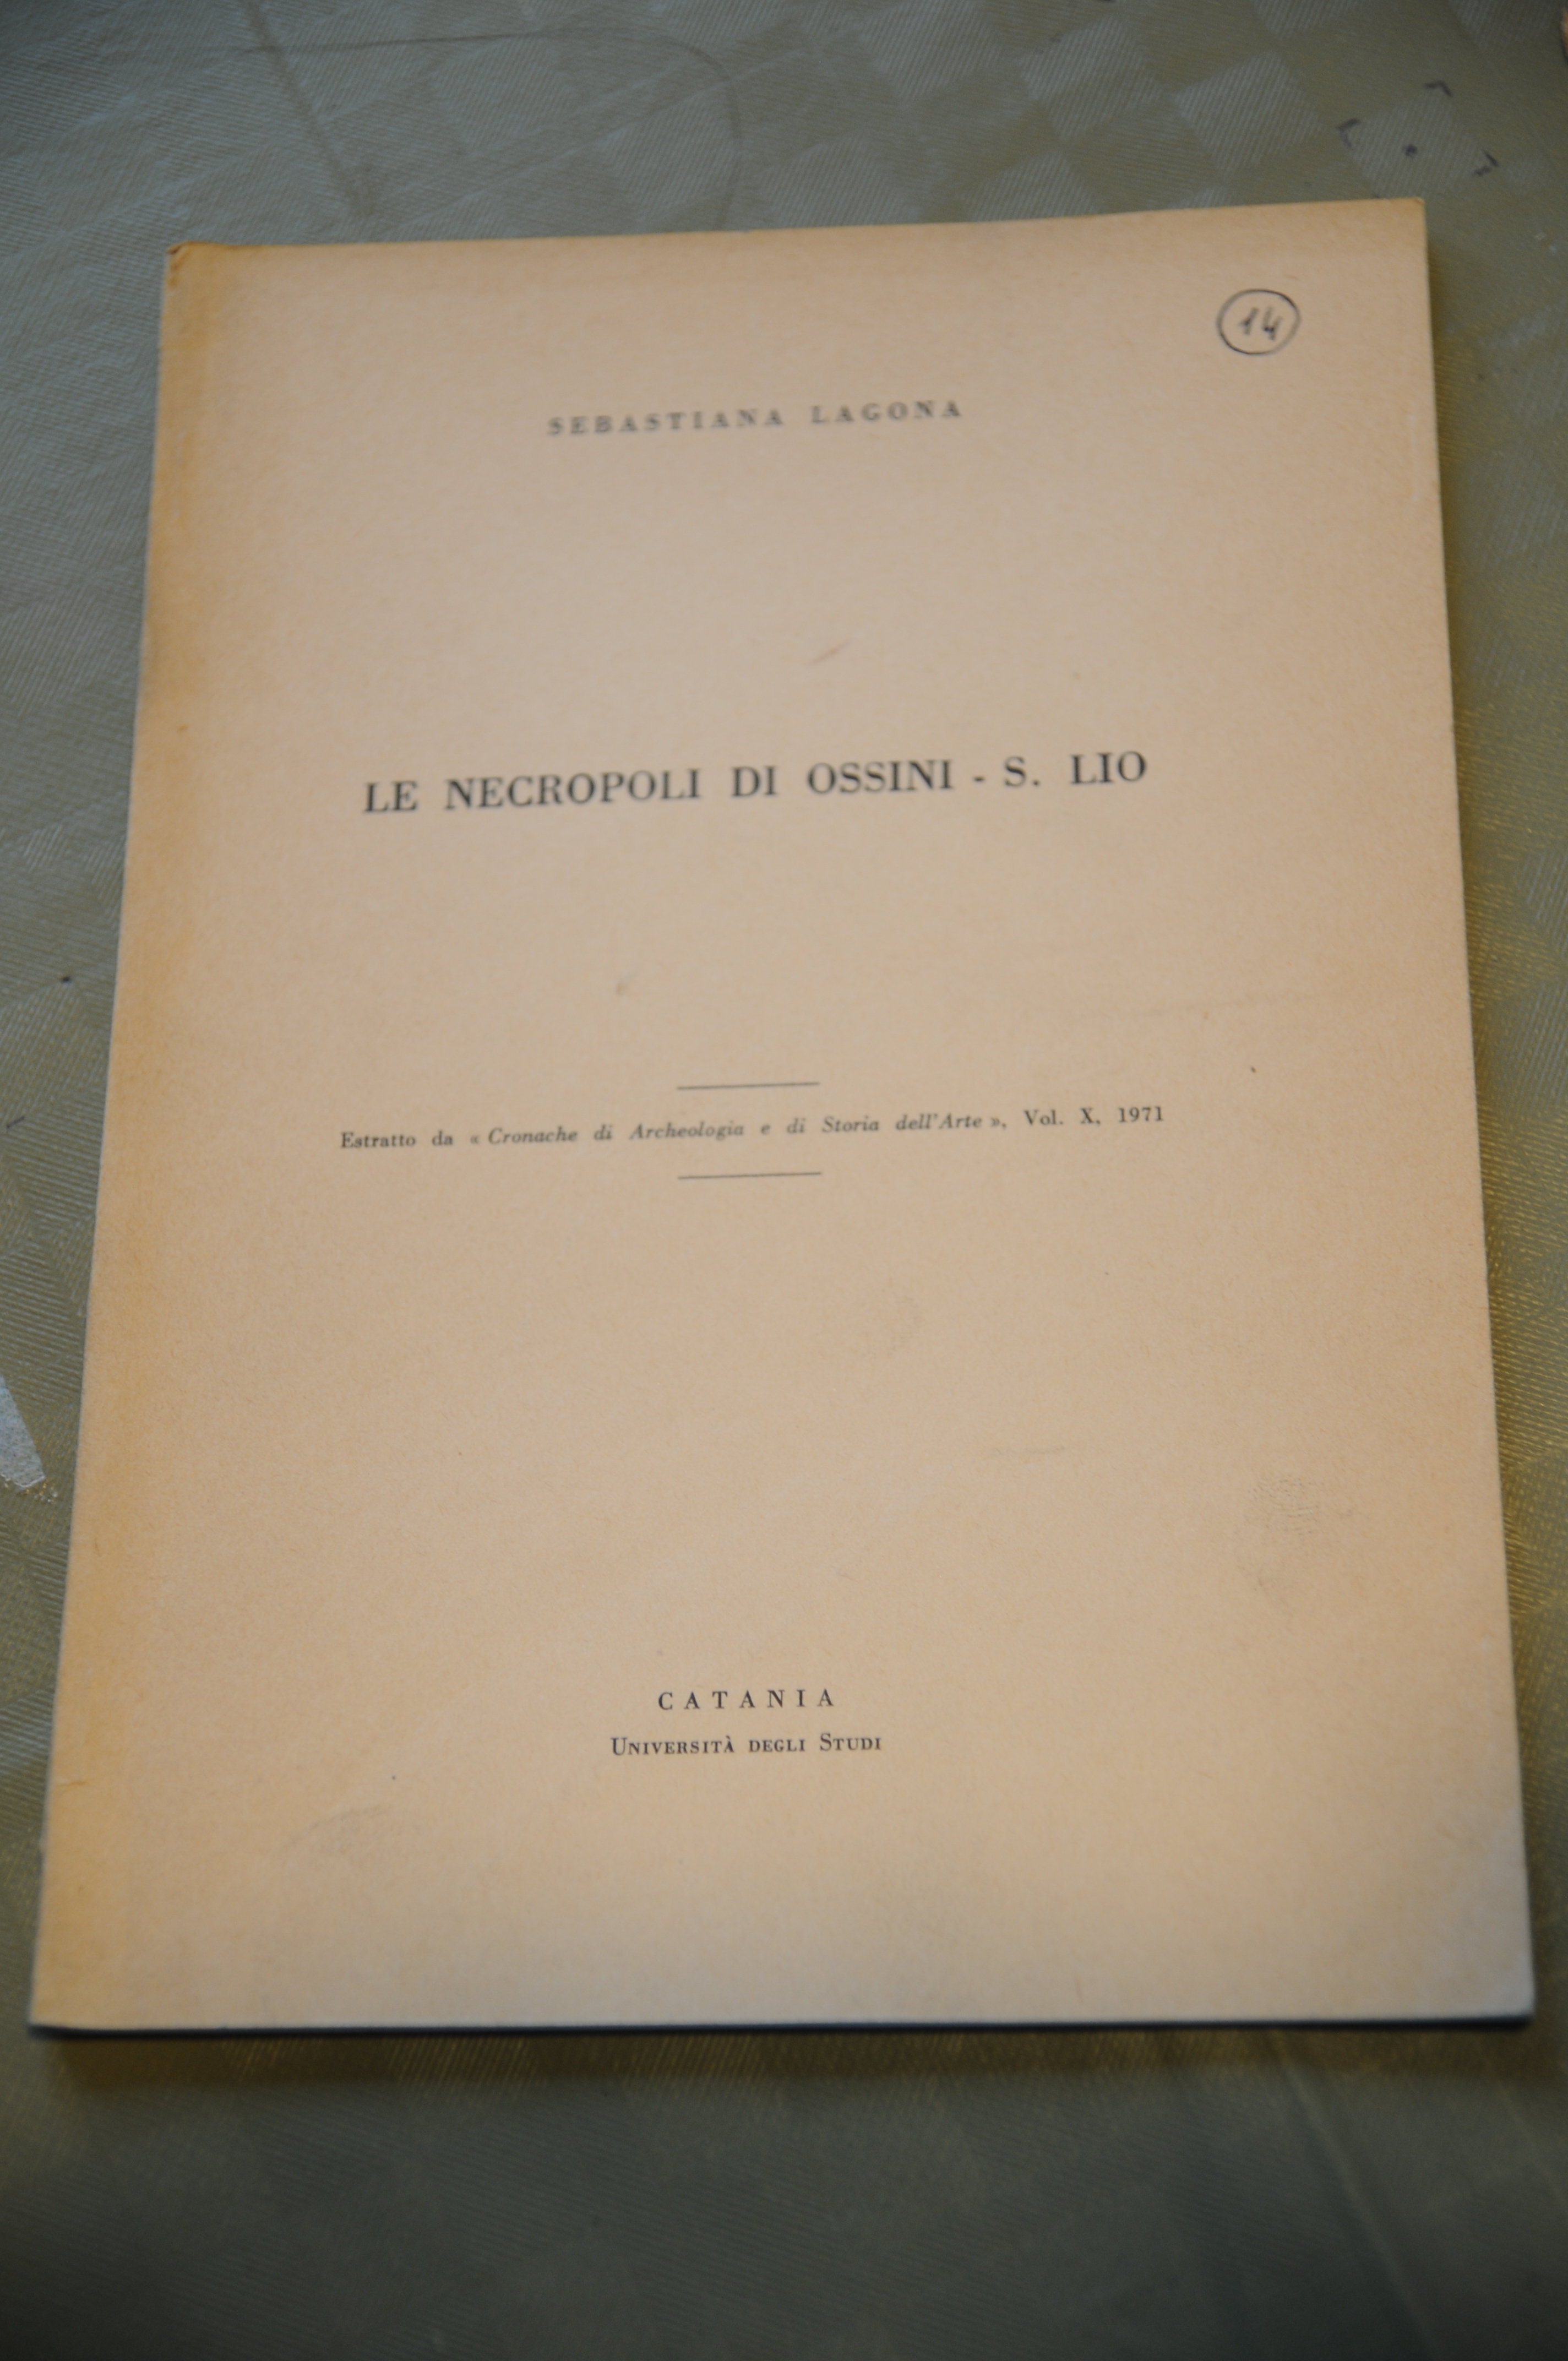 14
SEBASTIANA LAGONA
LE NECROPOLI DI OSSINI - S. LIO
Estratto da « Cronache di Archeologia e di Storia dell'Arte », Vol. X, 1971
CATANIA
UNIVERSITÀ DEGLI STUDI